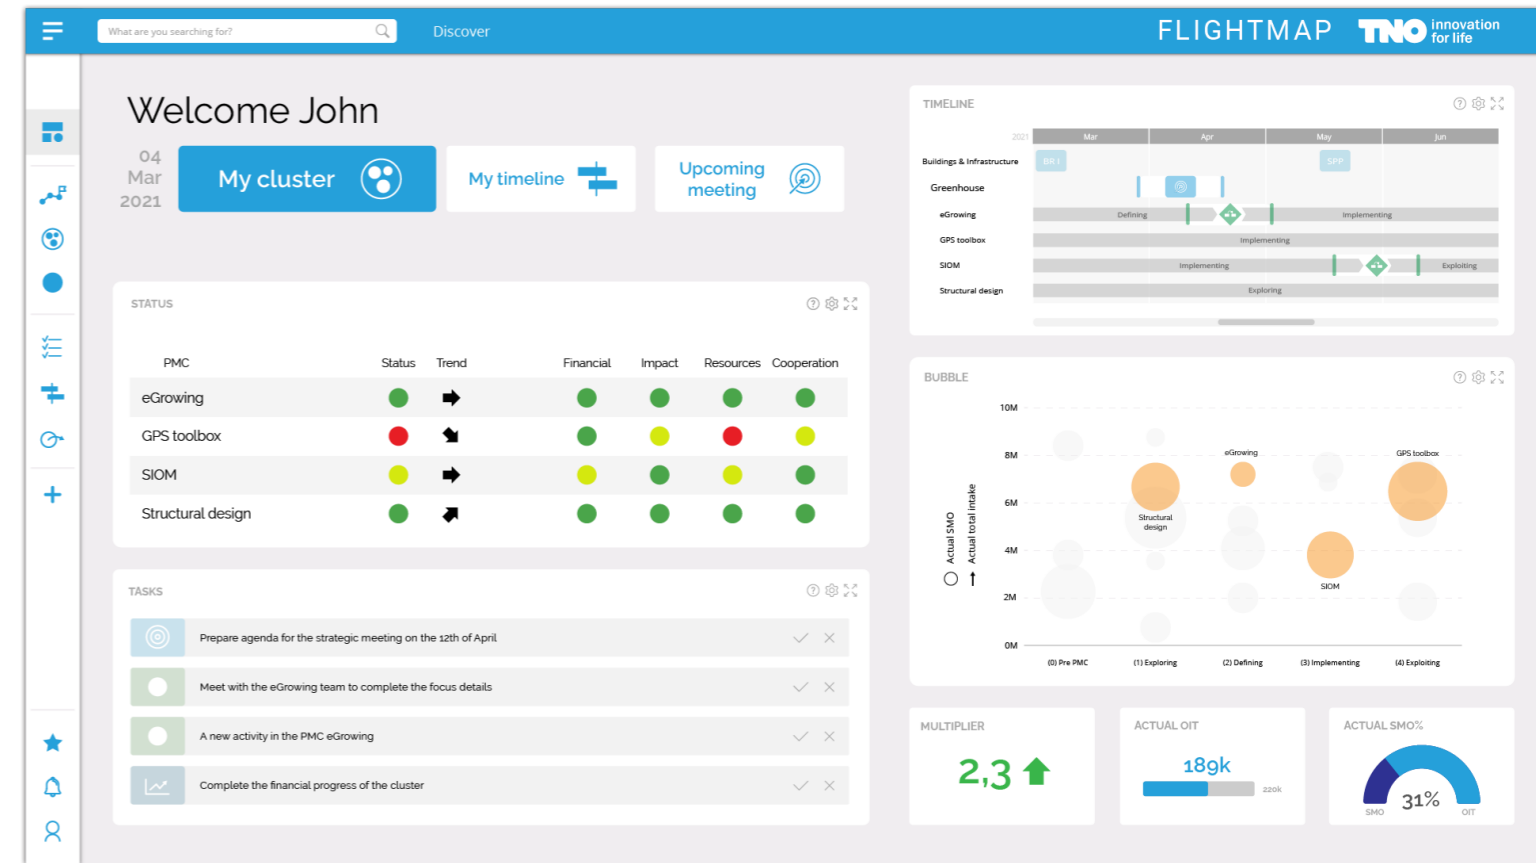 What are you searching for?
Discover
FLIGHTMAP
TNO innovation
for life
Welcome John
04
Mar
2021
My cluster
My timeline
Upcoming
meeting
STATUS
PMC Status Trend Financial Impact Resources Cooperation
eGrowing
GPS toolbox
SIOM
Structural design
TASKS
Prepare agenda for the strategic meeting on the 12th of April
Meet with the eGrowing team to complete the focus details
A new activity in the PMC eGrowing
Complete the financial progress of the cluster
TIMELINE
2021 Mar Apr May Jun
Buildings & Infrastructure BR I SPP
Greenhouse
eGrowing Defining Implementing
GPS toolbox Implementing
SIOM Implementing Exploiting
Structural design Exploring
BUBBLE
Actual SMO
Actual total intake
10M
8M
6M
4M
2M
0M
eGrowing
GPS toolbox
Structural
design
SIOM
(0) Pre PMC (1) Exploring (2) Defining (3) Implementing (4) Exploiting
MULTIPLIER
2,3
ACTUAL OIT
189k
220k
ACTUAL SMO%
31%
SMO OIT